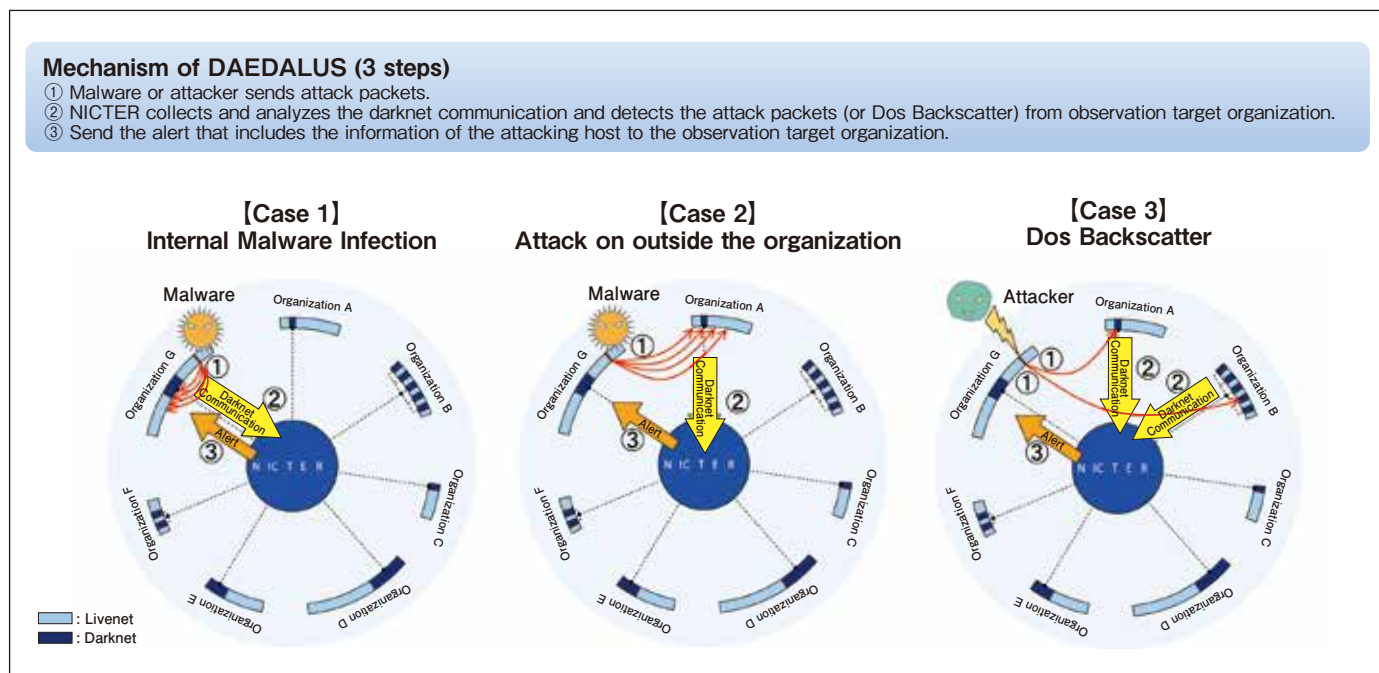 Mechanism of DAEDALUS (3 steps)
① Malware or attacker sends attack packets.
② NICTER collects and analyzes the darknet communication and detects the attack packets (or Dos Backscatter) from observation target organization.
③ Send the alert that includes the information of the attacking host to the observation target organization.
【Case 1】
Internal Malware Infection
Malware
Organization A
Organization B
Organization C
Organization D
Organization E
Organization F
Organization G
①
Darknet
Communication
②
Alert
③
NICTER
【Case 2】
Attack on outside the organization
Malware
Organization A
Organization B
Organization C
Organization D
Organization E
Organization F
Organization G
①
Darknet
Communication
②
Alert
③
NICTER
【Case 3】
Dos Backscatter
Attacker
Organization A
Organization B
Organization C
Organization D
Organization E
Organization F
Organization G
①
①
Darknet
Communication
②
②
Darknet
Communication
Alert
③
NICTER
: Livenet
: Darknet